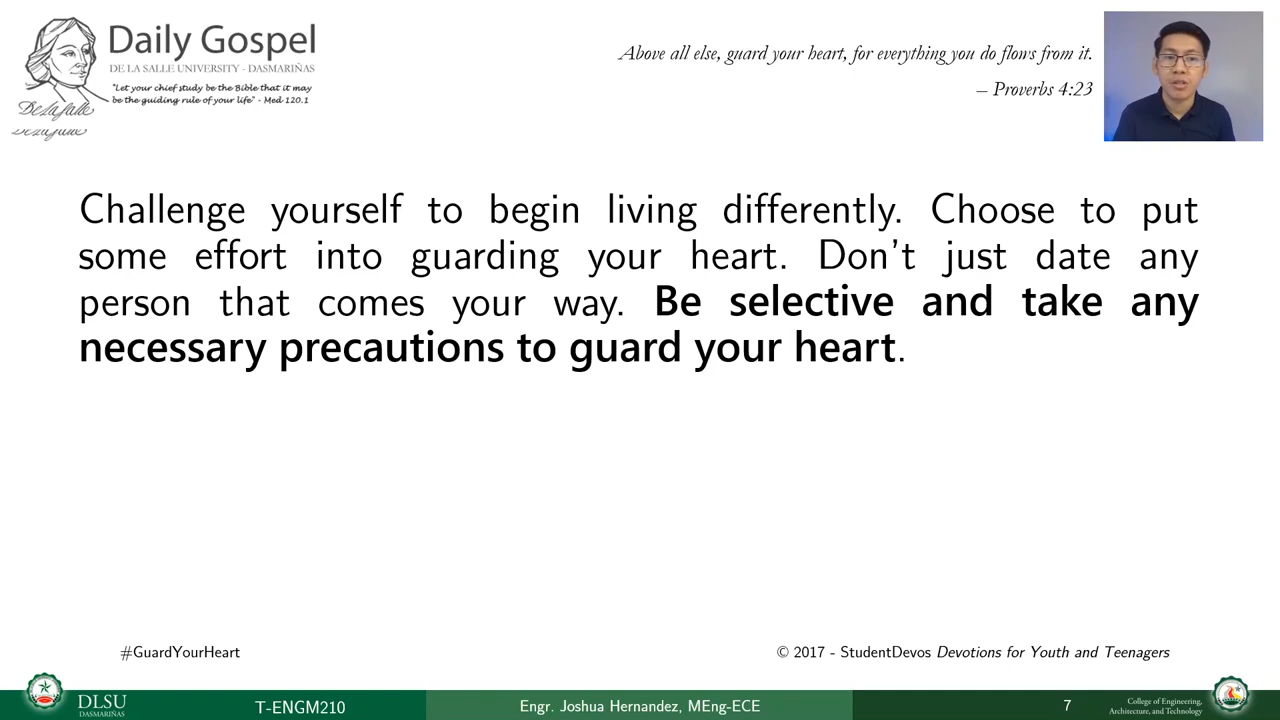 Daily Gospel
DE LA SALLE UNIVERSITY - DASMARIÑAS
"Let your chief study be the Bible that it may
be the guiding rule of your life" - Med 120.1
De La Salle
Above all else, guard your heart, for everything you do flows from it.
– Proverbs 4:23
Challenge yourself to begin living differently. Choose to put
some effort into guarding your heart. Don't just date any
person that comes your way. Be selective and take any
necessary precautions to guard your heart.
#GuardYourHeart
© 2017 - StudentDevos Devotions for Youth and Teenagers
DLSU
DASMARIÑAS
T-ENGM210
Engr. Joshua Hernandez, MEng-ECE
7
College of Engineering,
Architecture, and Technology